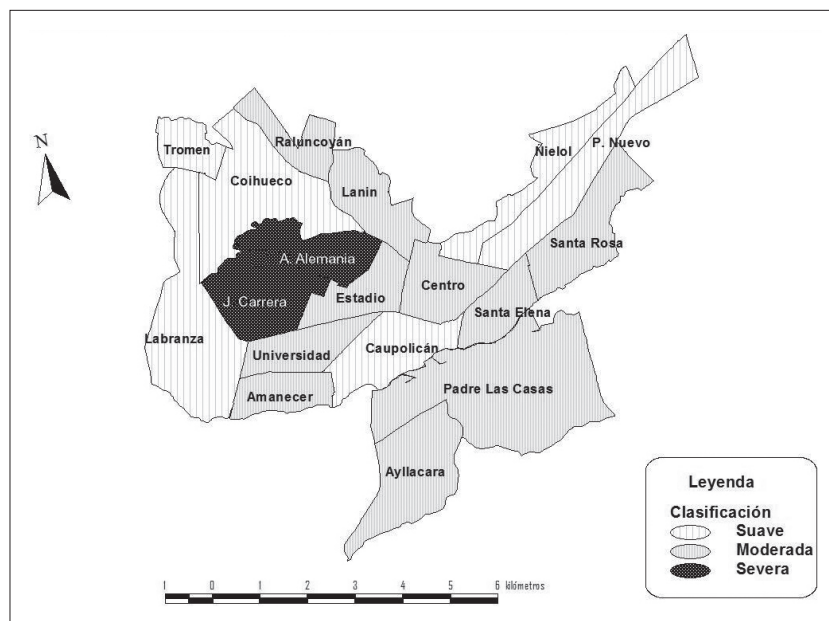 N
Tromen
Raluncoyán
Ñielol
P. Nuevo
Coihueco
Lanin
Santa Rosa
A. Alemania
J. Carrera
Estadio
Centro
Santa Elena
Labranza
Universidad
Caupolicán
Amanecer
Padre Las Casas
Ayllacara
Leyenda
Clasificación
Suave
Moderada
Severa
1 0 1 2 3 4 5 6 kilómetros